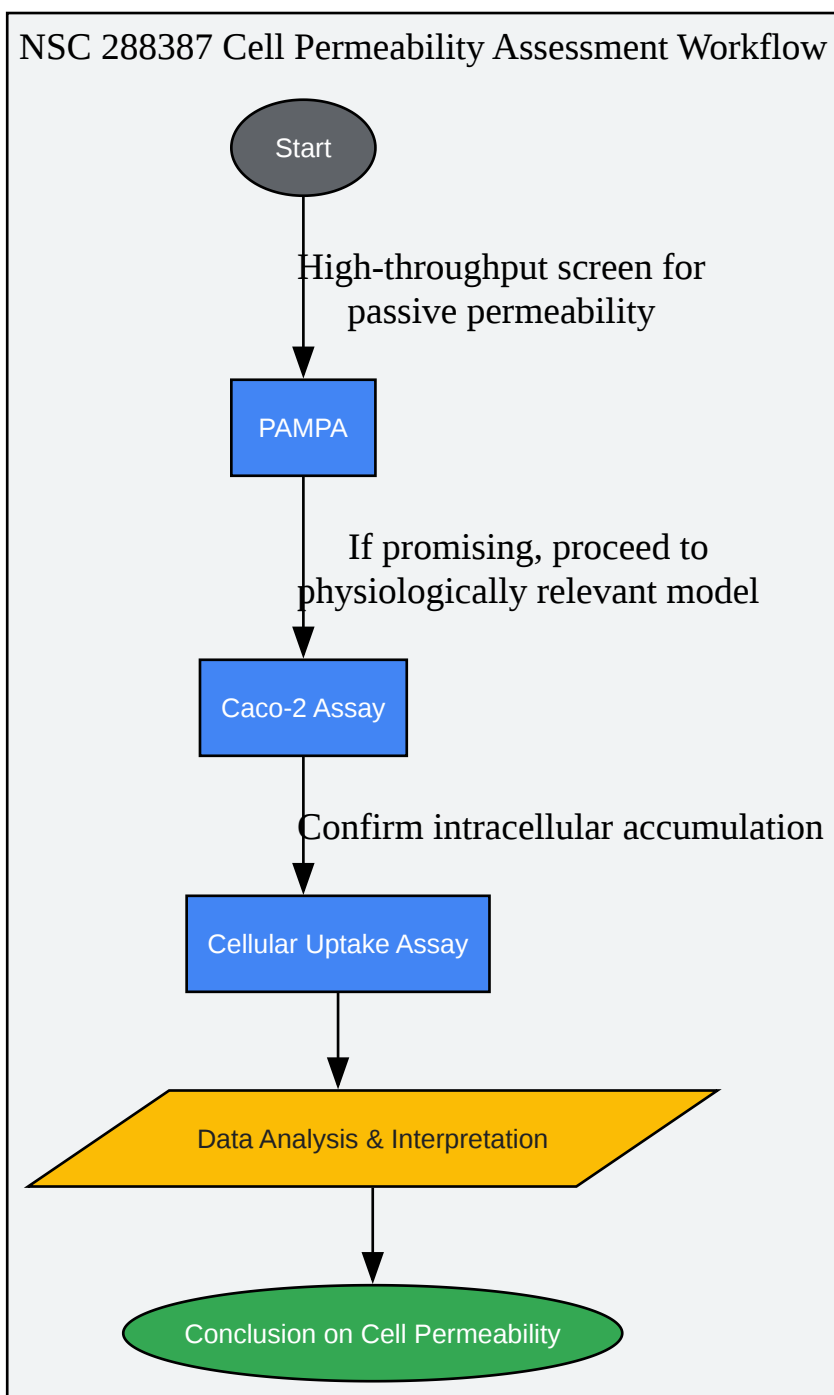 NSC 288387 Cell Permeability Assessment Workflow
Start
High-throughput screen for
passive permeability
PAMPA
If promising, proceed to
physiologically relevant model
Caco-2 Assay
Confirm intracellular accumulation
Cellular Uptake Assay
Data Analysis & Interpretation
Conclusion on Cell Permeability